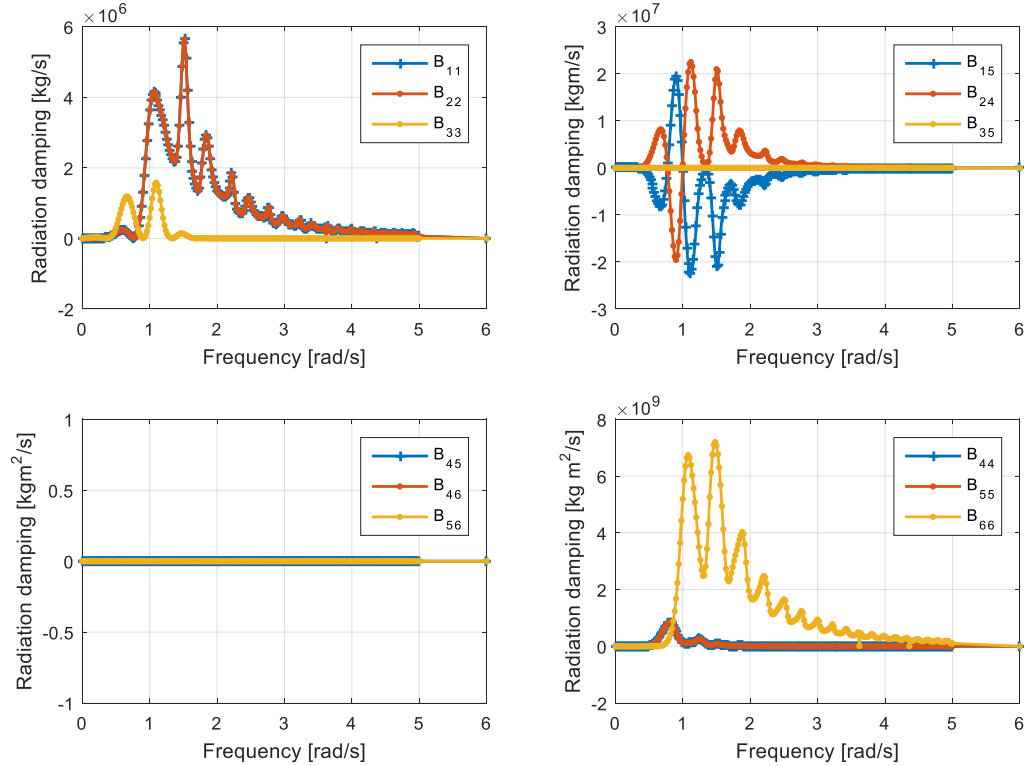 ×10⁶
6
4
2
0
-2
0 1 2 3 4 5 6
Frequency [rad/s]
Radiation damping [kg/s]
B₁₁
B₂₂
B₃₃
×10⁷
3
2
1
0
-1
-2
-3
0 1 2 3 4 5 6
Frequency [rad/s]
Radiation damping [kgm/s]
B₁₅
B₂₄
B₃₅
1
0.5
0
-0.5
-1
0 1 2 3 4 5 6
Frequency [rad/s]
Radiation damping [kgm²/s]
B₄₅
B₄₆
B₅₆
×10⁹
8
6
4
2
0
-2
0 1 2 3 4 5 6
Frequency [rad/s]
Radiation damping [kg m²/s]
B₄₄
B₅₅
B₆₆